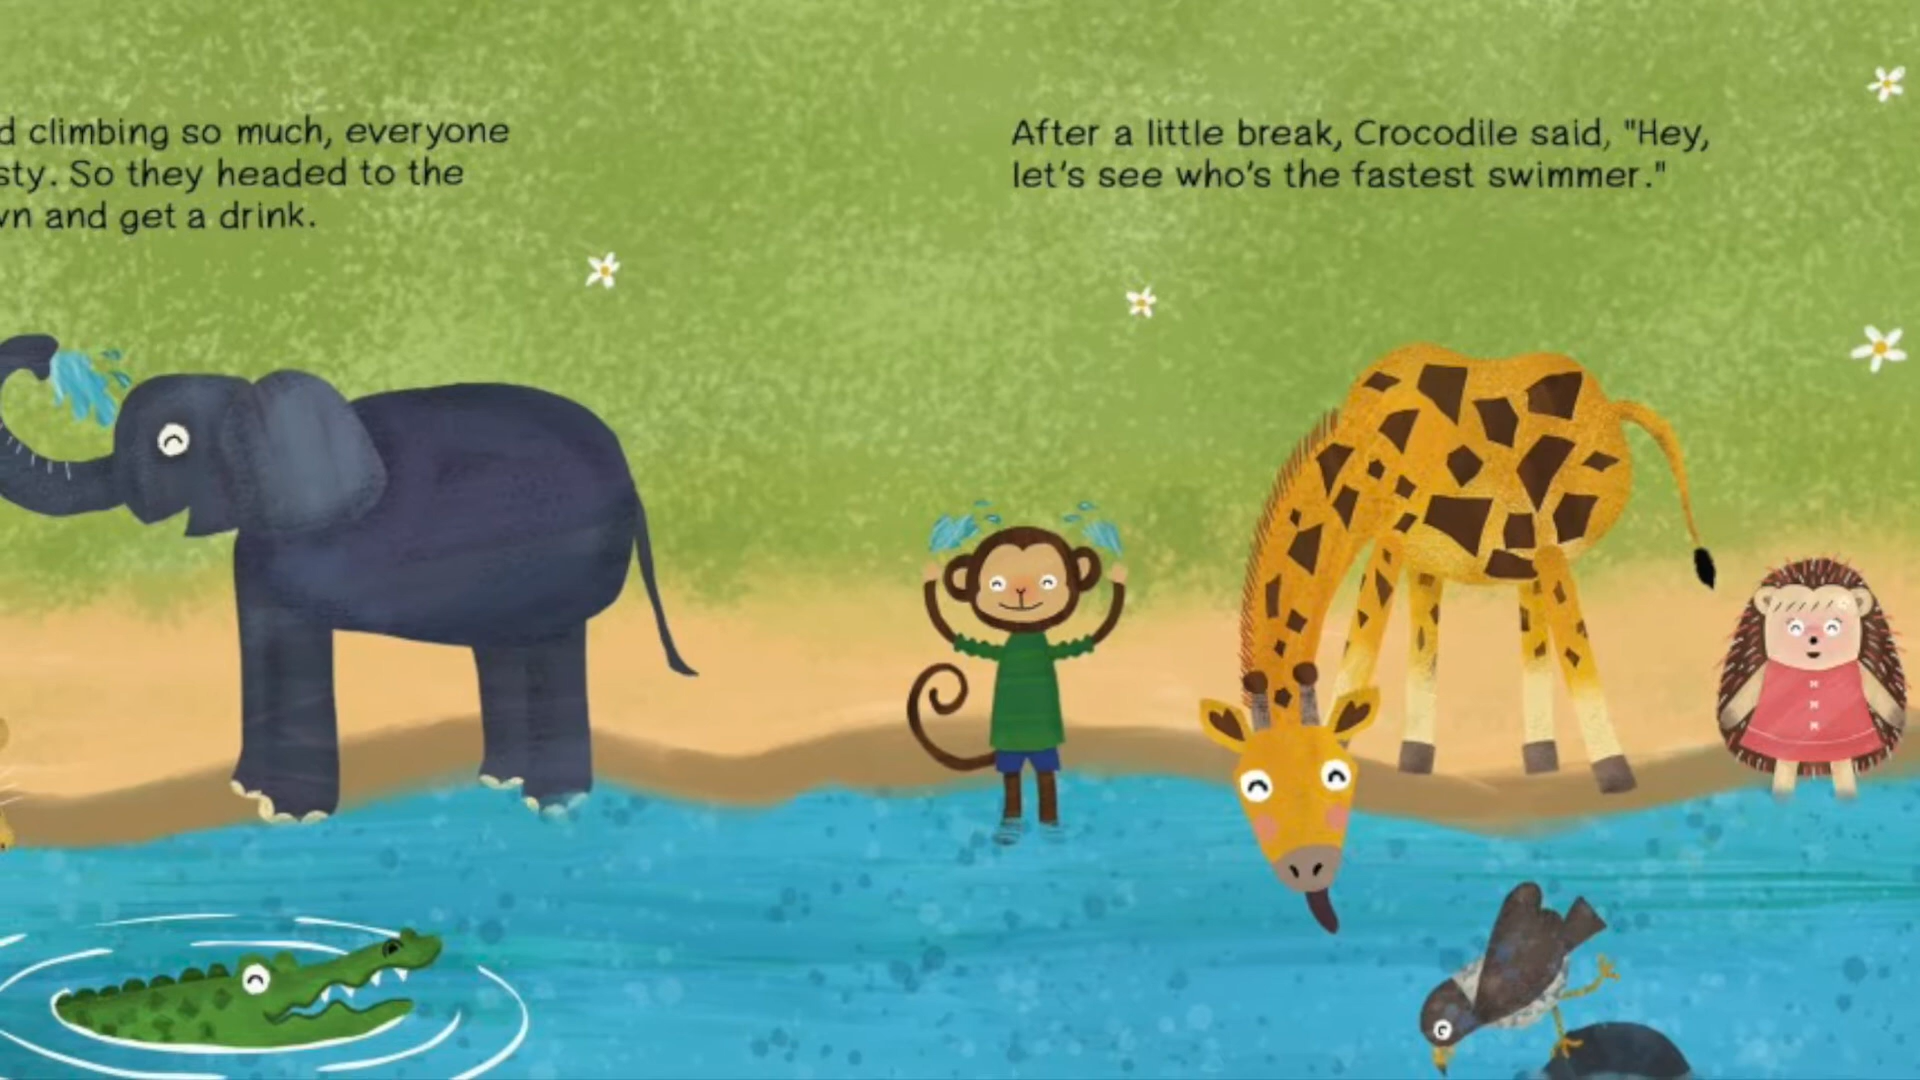 d climbing so much, everyone
sty. So they headed to the
vn and get a drink.
After a little break, Crocodile said, "Hey,
let's see who's the fastest swimmer."